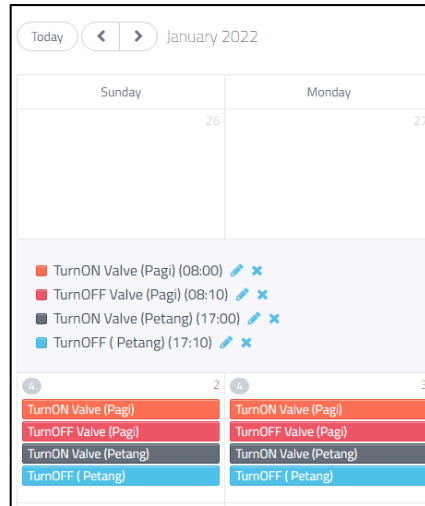 Today January 2022
Sunday Monday
26 27
TurnON Valve (Pagi) (08:00)
TurnOFF Valve (Pagi) (08:10)
TurnON Valve (Petang) (17:00)
TurnOFF ( Petang) (17:10)
4 2 4 3
TurnON Valve (Pagi) TurnON Valve (Pagi)
TurnOFF Valve (Pagi) TurnOFF Valve (Pagi)
TurnON Valve (Petang) TurnON Valve (Petang)
TurnOFF ( Petang) TurnOFF ( Petang)